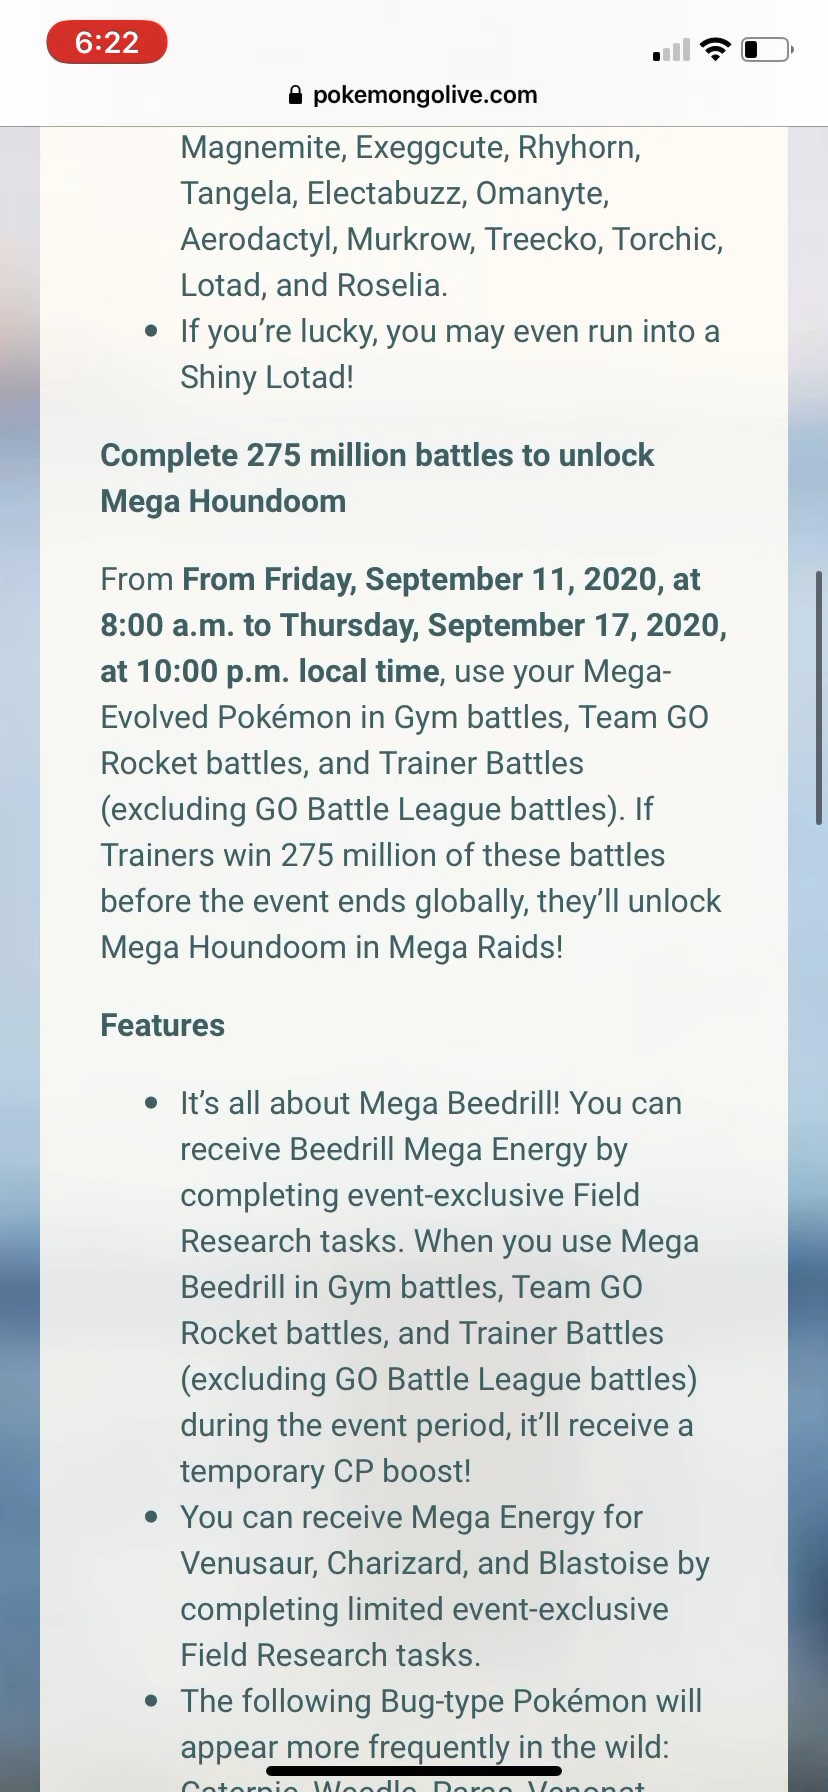 6:22
pokemongolive.com
Magnemite, Exeggcute, Rhyhorn,
Tangela, Electabuzz, Omanyte,
Aerodactyl, Murkrow, Treecko, Torchic,
Lotad, and Roselia.
• If you’re lucky, you may even run into a
Shiny Lotad!
Complete 275 million battles to unlock
Mega Houndoom
From From Friday, September 11, 2020, at
8:00 a.m. to Thursday, September 17, 2020,
at 10:00 p.m. local time, use your Mega-
Evolved Pokémon in Gym battles, Team GO
Rocket battles, and Trainer Battles
(excluding GO Battle League battles). If
Trainers win 275 million of these battles
before the event ends globally, they’ll unlock
Mega Houndoom in Mega Raids!
Features
• It’s all about Mega Beedrill! You can
receive Beedrill Mega Energy by
completing event-exclusive Field
Research tasks. When you use Mega
Beedrill in Gym battles, Team GO
Rocket battles, and Trainer Battles
(excluding GO Battle League battles)
during the event period, it’ll receive a
temporary CP boost!
• You can receive Mega Energy for
Venusaur, Charizard, and Blastoise by
completing limited event-exclusive
Field Research tasks.
• The following Bug-type Pokémon will
appear more frequently in the wild:
Caterpie, Weedle, Paras, Venonat,